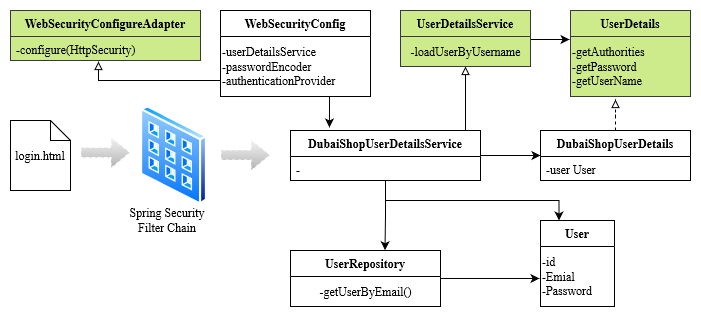 WebSecurityConfigureAdapter
-configure(HttpSecurity)
WebSecurityConfig
-userDetailsService
-passwordEncoder
-authenticationProvider
UserDetailsService
-loadUserByUsername
UserDetails
-getAuthorities
-getPassword
-getUserName
login.html
Spring Security
Filter Chain
DubaiShopUserDetailsService
-
DubaiShopUserDetails
-user User
UserRepository
-getUserByEmail()
User
-id
-Emial
-Password